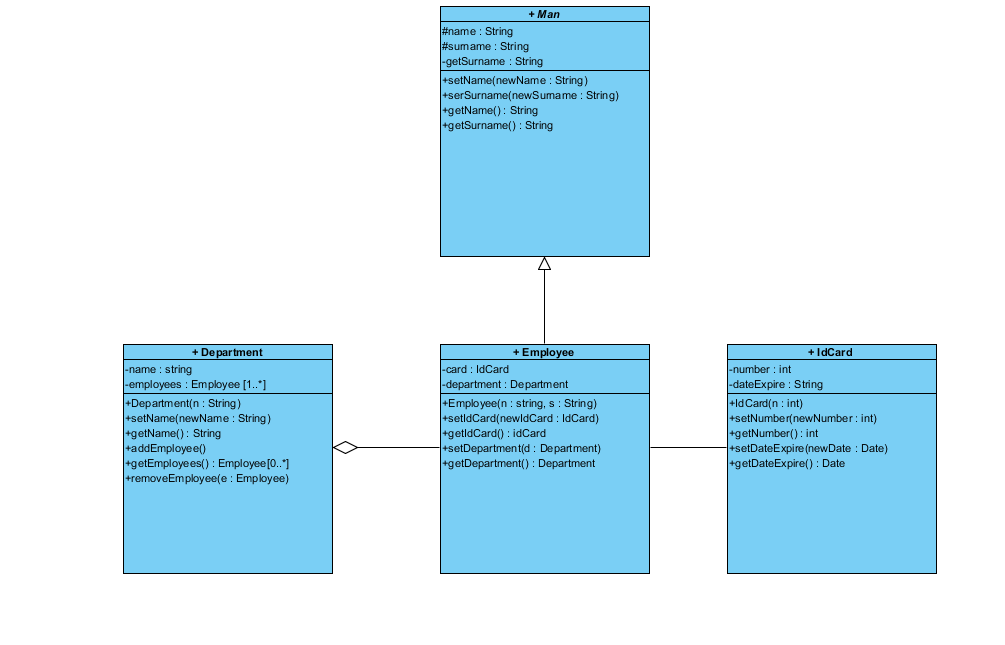 + Man
#name : String
#surname : String
-getSurname : String
+setName(newName : String)
+serSurname(newSurname : String)
+getName() : String
+getSurname() : String
+ Department
-name : string
-employees : Employee [1..*]
+Department(n : String)
+setName(newName : String)
+getName() : String
+addEmployee()
+getEmployees() : Employee[0..*]
+removeEmployee(e : Employee)
+ Employee
-card : IdCard
-department : Department
+Employee(n : string, s : String)
+setIdCard(newIdCard : IdCard)
+getIdCard() : idCard
+setDepartment(d : Department)
+getDepartment() : Department
+ IdCard
-number : int
-dateExpire : String
+IdCard(n : int)
+setNumber(newNumber : int)
+getNumber() : int
+setDateExpire(newDate : Date)
+getDateExpire() : Date